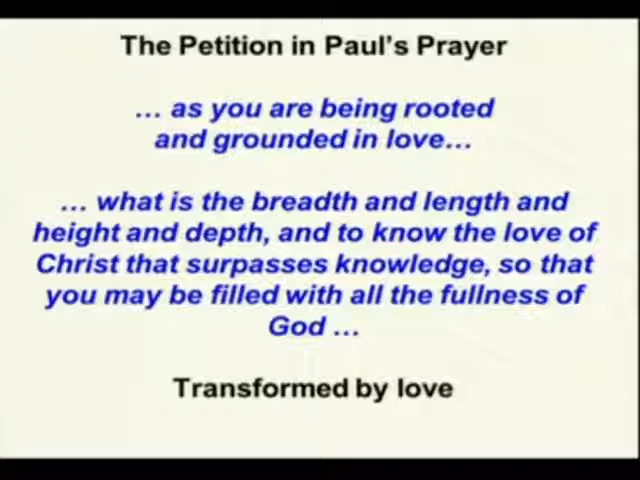 The Petition in Paul's Prayer
... as you are being rooted
and grounded in love...
... what is the breadth and length and
height and depth, and to know the love of
Christ that surpasses knowledge, so that
you may be filled with all the fullness of
God ...
Transformed by love